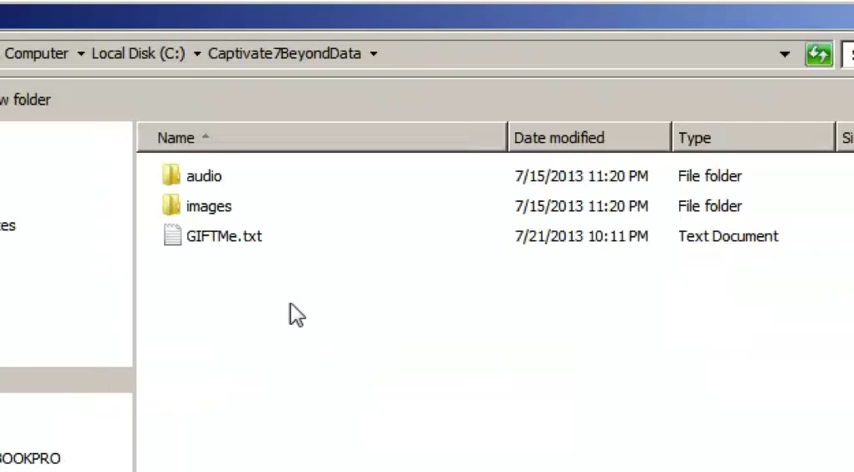 Computer Local Disk (C:) Captivate7BeyondData
w folder
Name Date modified Type Si
audio 7/15/2013 11:20 PM File folder
images 7/15/2013 11:20 PM File folder
es
GIFTMe.txt 7/21/2013 10:11 PM Text Document
BOOKPRO